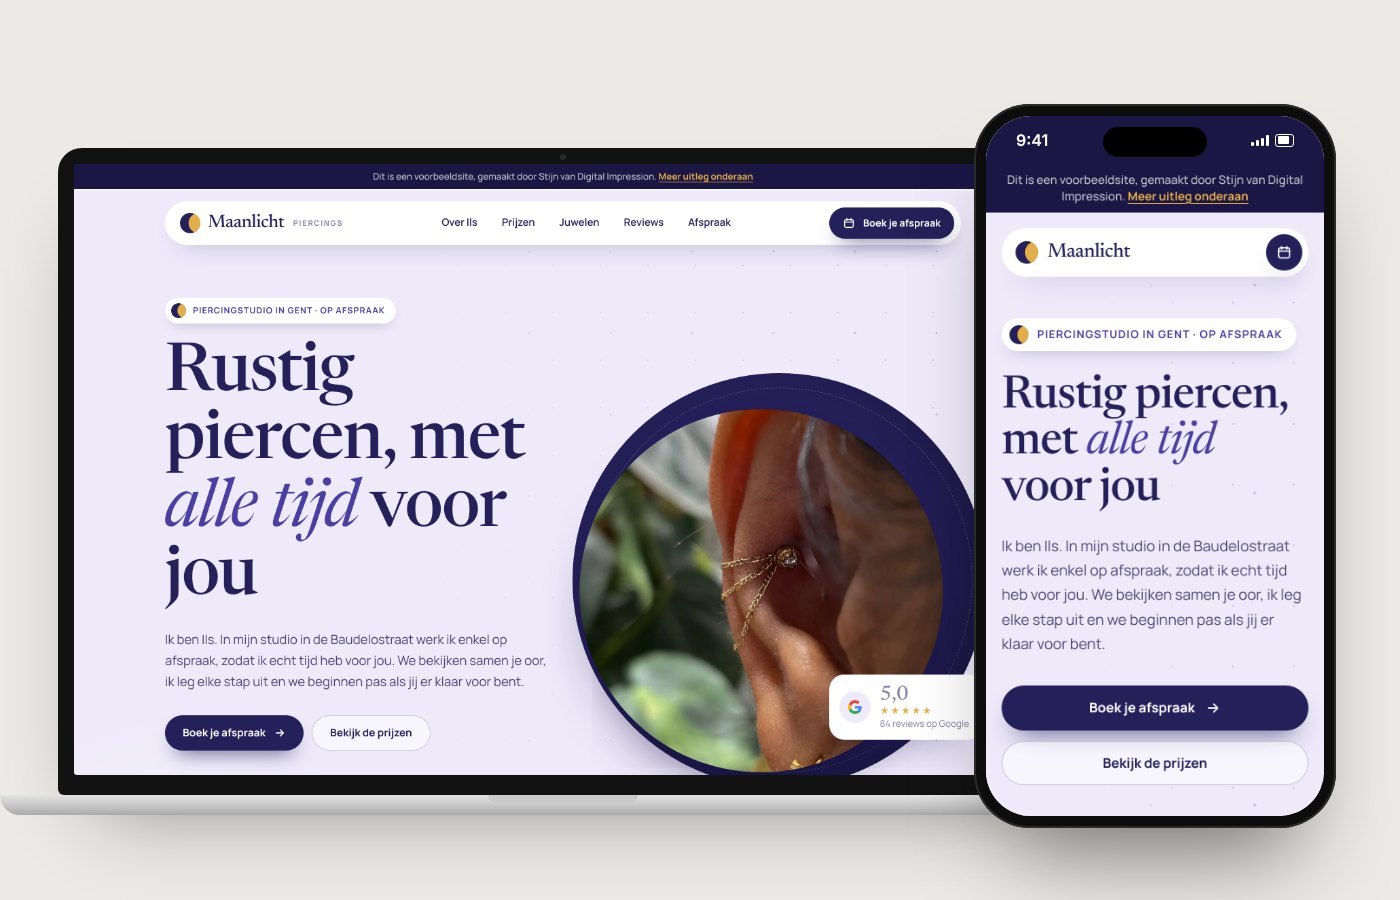 Dit is een voorbeeldsite, gemaakt door Stijn van Digital Impression. Meer uitleg onderaan
Maanlicht PIERCINGS
Over Ils Prijzen Juwelen Reviews Afspraak
Boek je afspraak
PIERCINGSTUDIO IN GENT · OP AFSPRAAK
Rustig
piercen, met
alle tijd voor
jou
Ik ben Ils. In mijn studio in de Baudelostraat werk ik enkel op
afspraak, zodat ik echt tijd heb voor jou. We bekijken samen je oor,
ik leg elke stap uit en we beginnen pas als jij er klaar voor bent.
Boek je afspraak →
Bekijk de prijzen
5,0
★★★★★
84 reviews op Google
9:41
Dit is een voorbeeldsite, gemaakt door Stijn van Digital
Impression. Meer uitleg onderaan
Maanlicht
PIERCINGSTUDIO IN GENT · OP AFSPRAAK
Rustig piercen,
met alle tijd
voor jou
Ik ben Ils. In mijn studio in de Baudelostraat
werk ik enkel op afspraak, zodat ik echt tijd
heb voor jou. We bekijken samen je oor, ik leg
elke stap uit en we beginnen pas als jij er
klaar voor bent.
Boek je afspraak →
Bekijk de prijzen